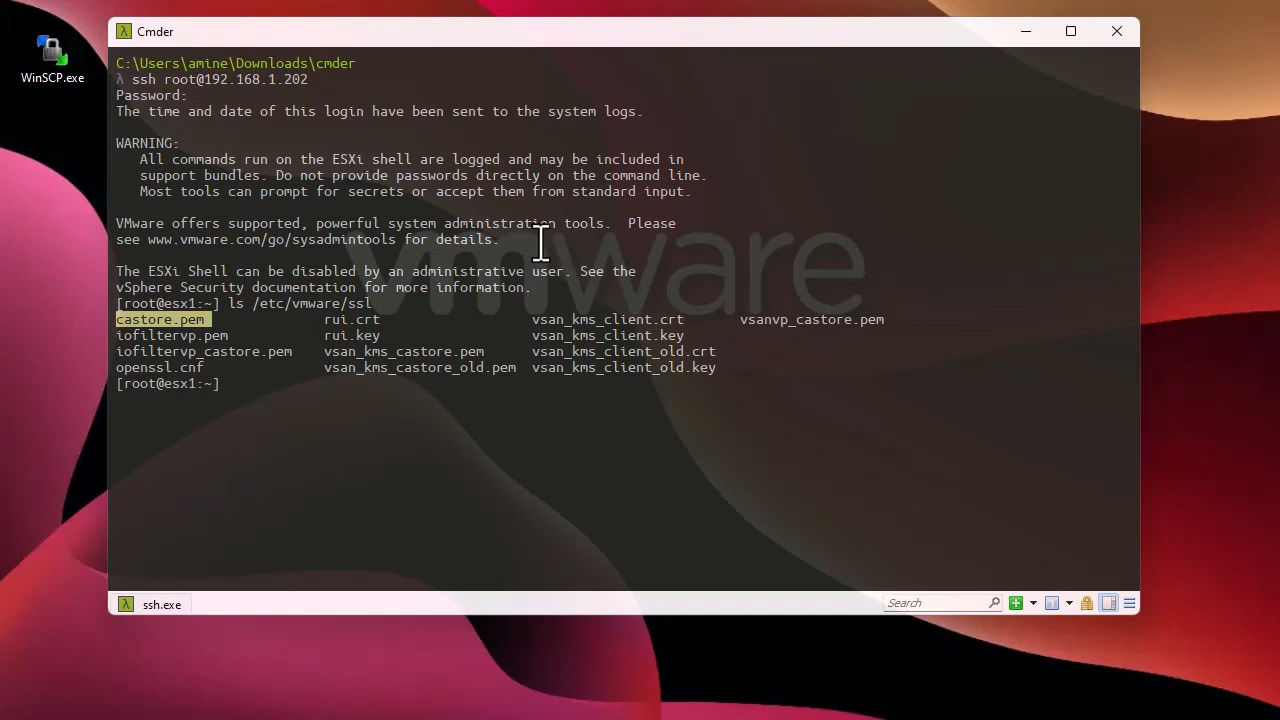 WinSCP.exe
Cmder
C:\Users\amine\Downloads\cmder
λ ssh root@192.168.1.202
Password:
The time and date of this login have been sent to the system logs.
WARNING:
All commands run on the ESXi shell are logged and may be included in
support bundles. Do not provide passwords directly on the command line.
Most tools can prompt for secrets or accept them from standard input.
VMware offers supported, powerful system administration tools.  Please
see www.vmware.com/go/sysadmintools for details.
The ESXi Shell can be disabled by an administrative user. See the
vSphere Security documentation for more information.
[root@esx1:~] ls /etc/vmware/ssl
castore.pem rui.crt vsan_kms_client.crt vsanvp_castore.pem
iofiltervp.pem rui.key vsan_kms_client.key
iofiltervp_castore.pem vsan_kms_castore.pem vsan_kms_client_old.crt
openssl.cnf vsan_kms_castore_old.pem vsan_kms_client_old.key
[root@esx1:~]
vmware
ssh.exe
Search